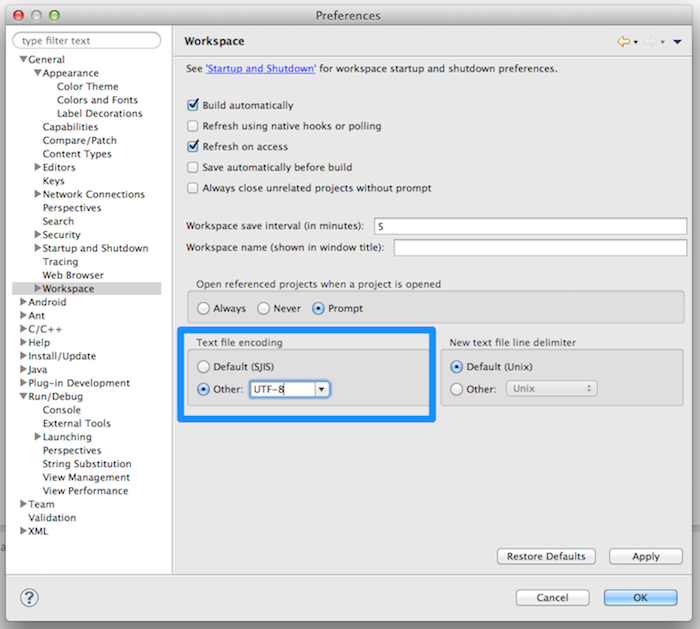 Preferences
type filter text
General
Appearance
Color Theme
Colors and Fonts
Label Decorations
Capabilities
Compare/Patch
Content Types
Editors
Keys
Network Connections
Perspectives
Search
Security
Startup and Shutdown
Tracing
Web Browser
Workspace
Android
Ant
C/C++
Help
Install/Update
Java
Plug-in Development
Run/Debug
Console
External Tools
Launching
Perspectives
String Substitution
View Management
View Performance
Team
Validation
XML
Workspace
See 'Startup and Shutdown' for workspace startup and shutdown preferences.
Build automatically
Refresh using native hooks or polling
Refresh on access
Save automatically before build
Always close unrelated projects without prompt
Workspace save interval (in minutes): 5
Workspace name (shown in window title):
Open referenced projects when a project is opened
Always Never Prompt
Text file encoding
Default (SJIS)
Other: UTF-8
New text file line delimiter
Default (Unix)
Other: Unix
Restore Defaults Apply
? Cancel OK